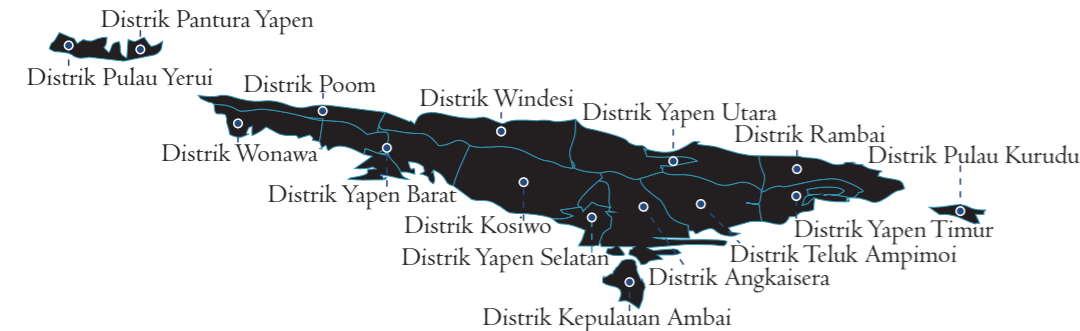 Distrik Pantura Yapen
Distrik Pulau Yerui
Distrik Poom
Distrik Windesi
Distrik Yapen Utara
Distrik Rambai
Distrik Pulau Kurudu
Distrik Wonawa
Distrik Yapen Barat
Distrik Kosiwo
Distrik Yapen Timur
Distrik Yapen Selatan
Distrik Teluk Ampimoi
Distrik Angkaisera
Distrik Kepulauan Ambai